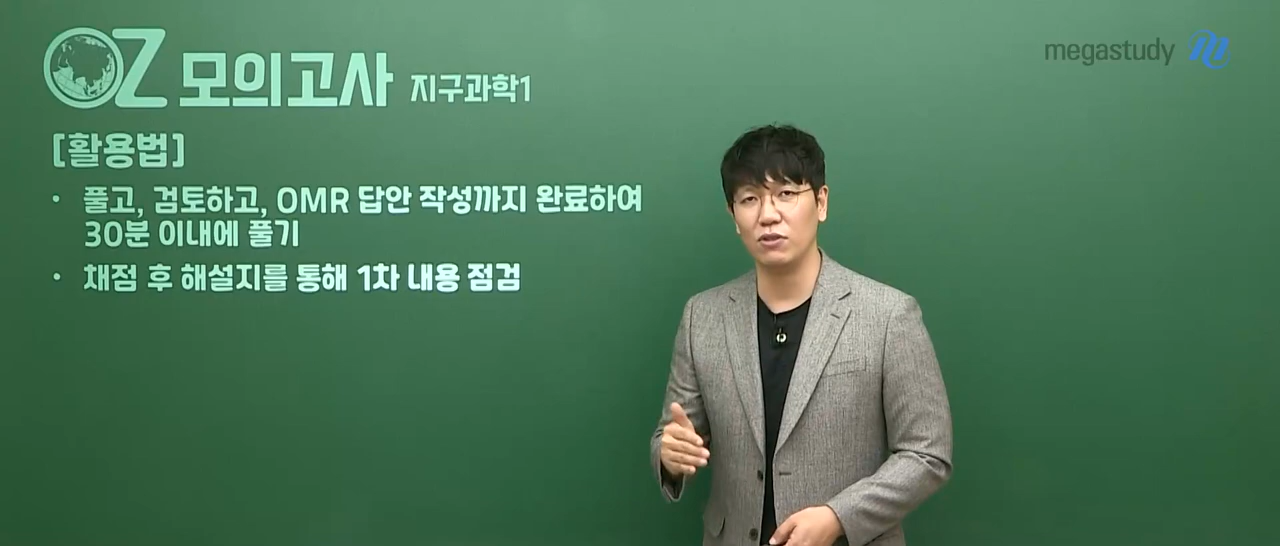 OZ 모의고사 지구과학1
megastudy
[활용법]
• 풀고, 검토하고, OMR 답안 작성까지 완료하여
30분 이내에 풀기
• 채점 후 해설지를 통해 1차 내용 점검